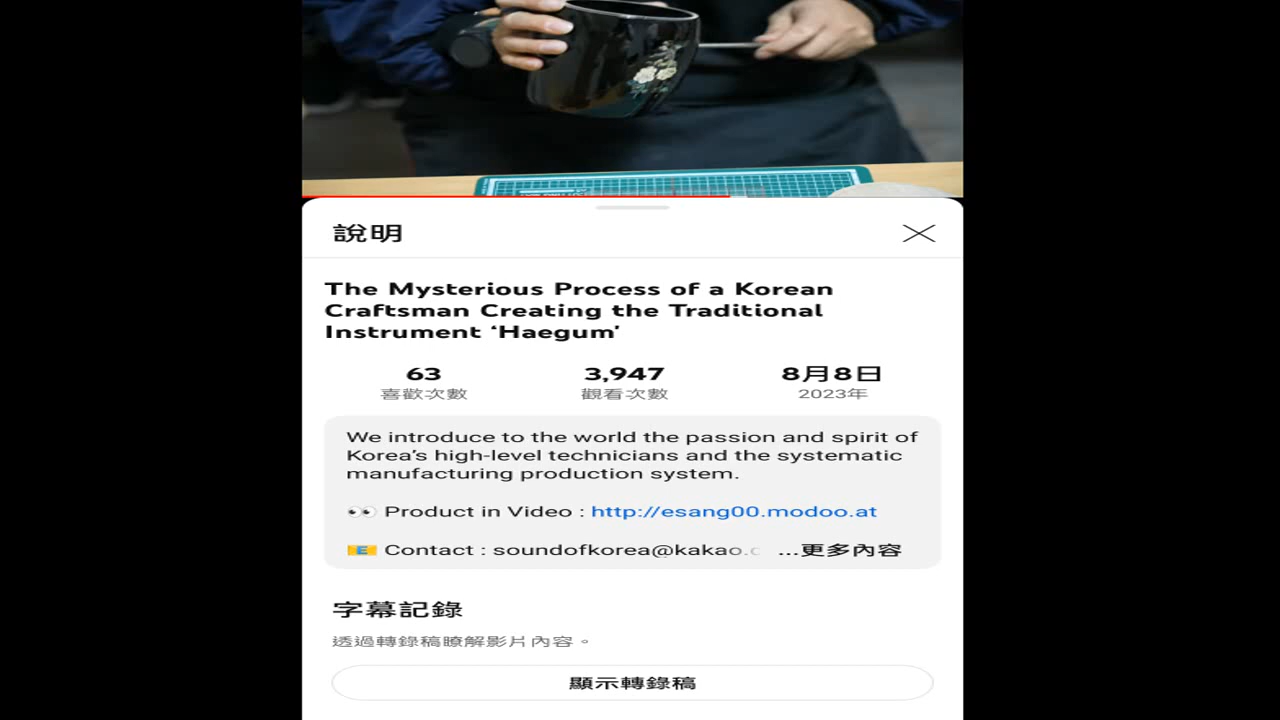 說明
The Mysterious Process of a Korean
Craftsman Creating the Traditional
Instrument ‘Haegum’
63
喜歡次數
3,947
觀看次數
8月8日
2023年
We introduce to the world the passion and spirit of
Korea’s high-level technicians and the systematic
manufacturing production system.
👀 Product in Video : http://esang00.modoo.at
📧 Contact : soundofkorea@kakao.c ...更多內容
字幕記錄
透過轉錄稿瞭解影片內容。
顯示轉錄稿